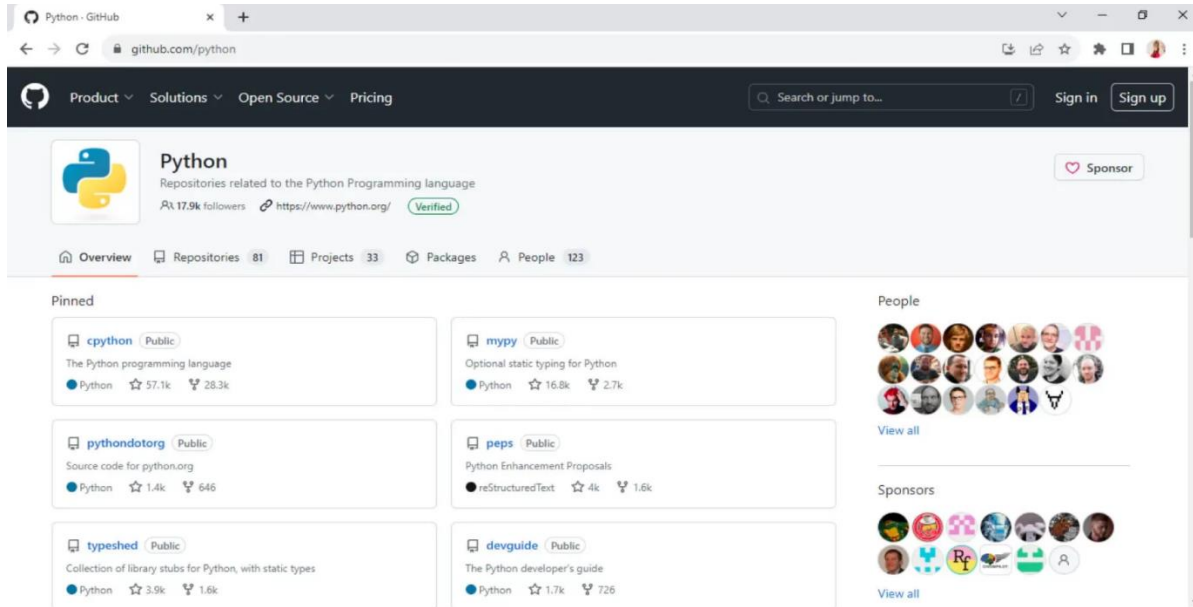 Python · GitHub
github.com/python
Product Solutions Open Source Pricing Search or jump to... / Sign in Sign up
Python
Sponsor
Repositories related to the Python Programming language
17.9k followers https://www.python.org/ Verified
Overview Repositories 81 Projects 33 Packages People 123
Pinned
cpython Public
The Python programming language
Python 57.1k 28.3k
mypy Public
Optional static typing for Python
Python 16.8k 2.7k
pythondotorg Public
Source code for python.org
Python 1.4k 646
peps Public
Python Enhancement Proposals
reStructuredText 4k 1.6k
typeshed Public
Collection of library stubs for Python, with static types
Python 3.9k 1.6k
devguide Public
The Python developer's guide
Python 1.7k 726
People
View all
Sponsors
Rf
View all